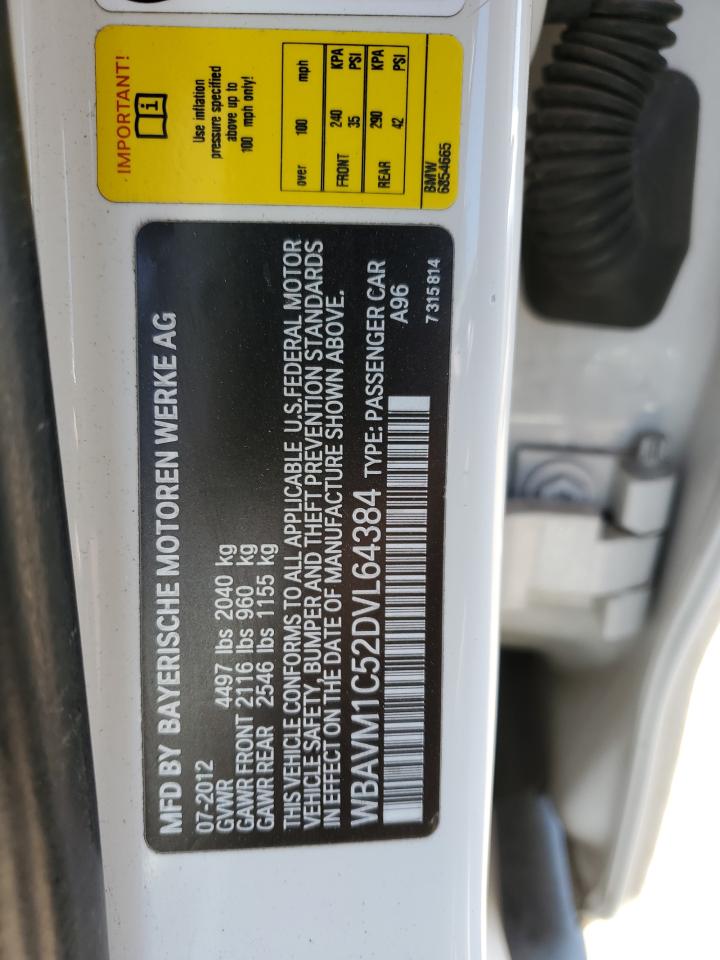 IMPORTANT!
Use inflation
pressure specified
above up to
100 mph only!
over 100 mph
FRONT 240 KPA
35 PSI
REAR 290 KPA
42 PSI
BMW
6854665
MFD BY BAYERISCHE MOTOREN WERKE AG
07-2012
GVWR 4497 lbs 2040 kg
GAWR FRONT 2116 lbs 960 kg
GAWR REAR 2546 lbs 1155 kg
THIS VEHICLE CONFORMS TO ALL APPLICABLE U.S. FEDERAL MOTOR
VEHICLE SAFETY, BUMPER AND THEFT PREVENTION STANDARDS
IN EFFECT ON THE DATE OF MANUFACTURE SHOWN ABOVE.
WBAVM1C52DVL64384 TYPE: PASSENGER CAR
A96
7 315 814